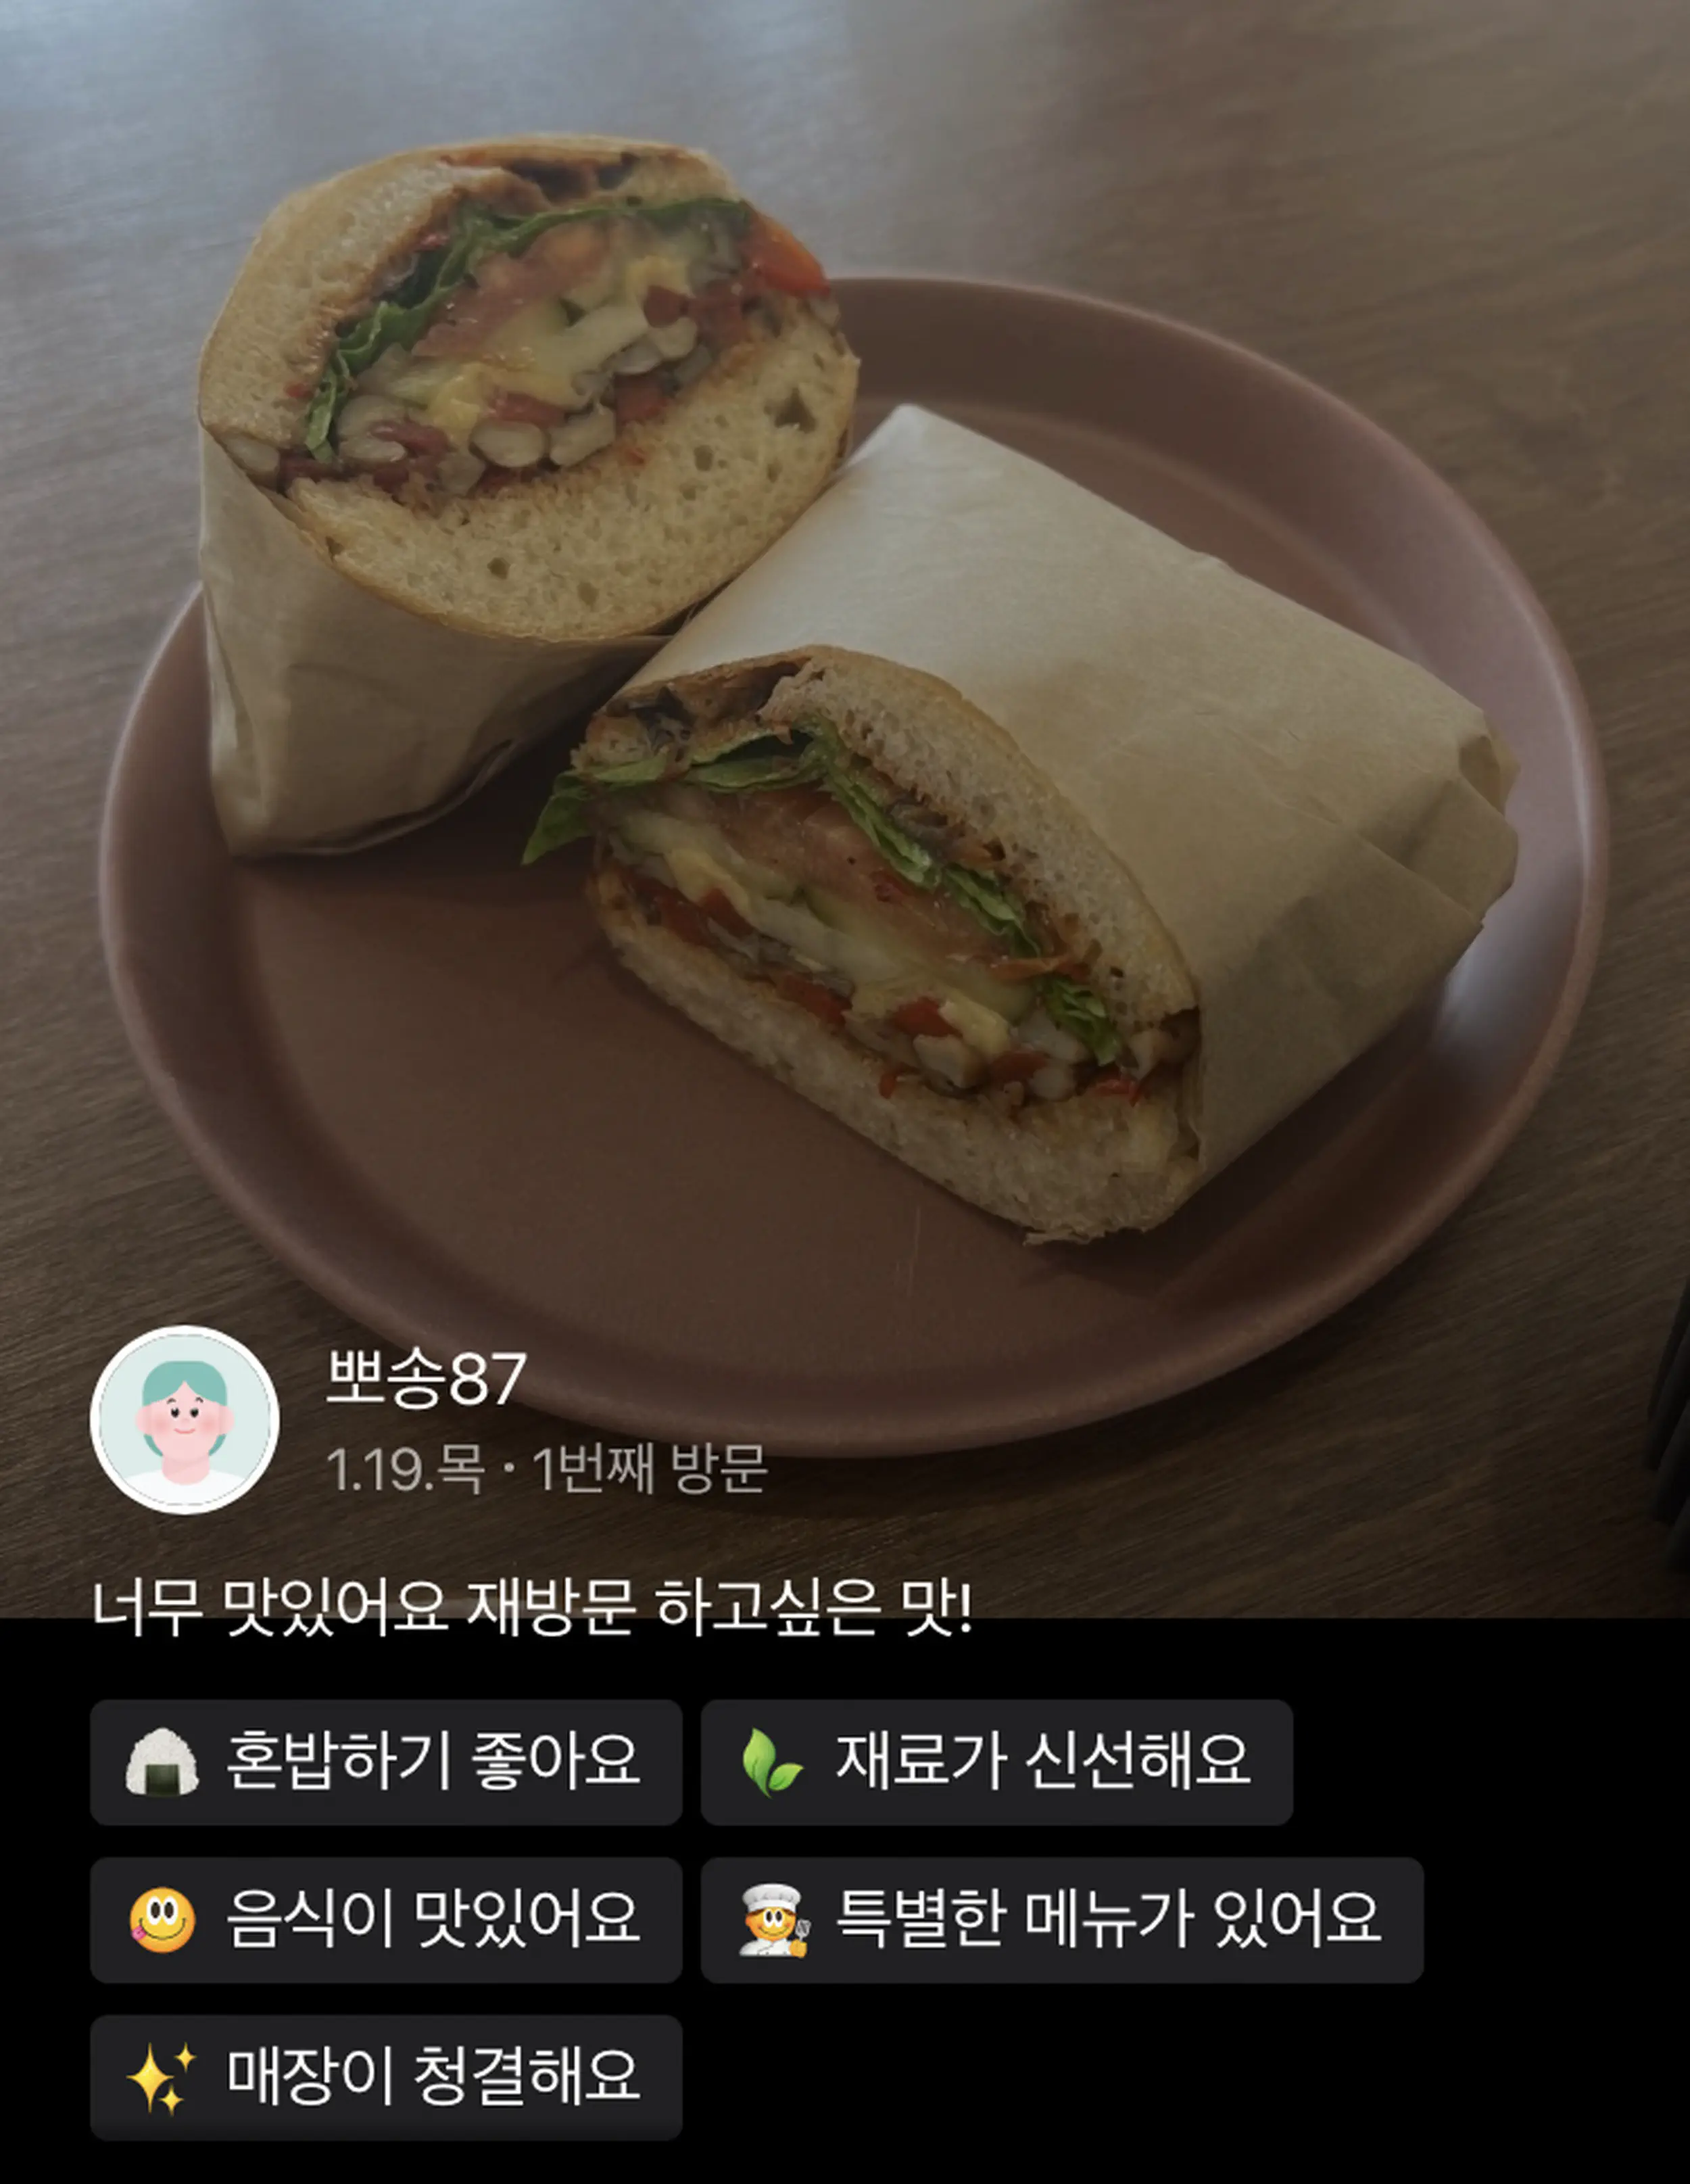 뽀송87
1.19.목 · 1번째 방문
너무 맛있어요 재방문 하고싶은 맛!
혼밥하기 좋아요
재료가 신선해요
음식이 맛있어요
특별한 메뉴가 있어요
매장이 청결해요